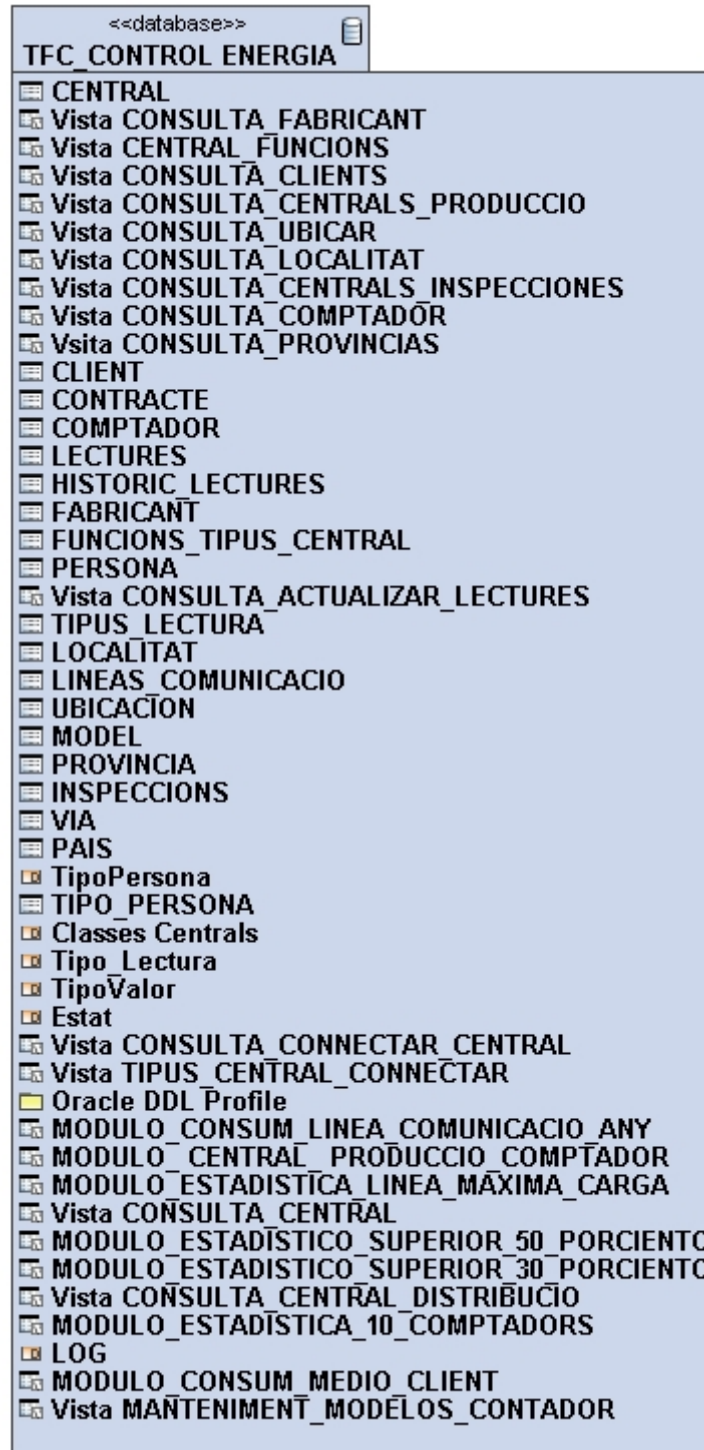 <<database>>
TFC_CONTROL ENERGIA
CENTRAL
Vista CONSULTA_FABRICANT
Vista CENTRAL_FUNCIONS
Vista CONSULTA_CLIENTS
Vista CONSULTA_CENTRALS_PRODUCCIO
Vista CONSULTA_UBICAR
Vista CONSULTA_LOCALITAT
Vista CONSULTA_CENTRALS_INSPECCIONES
Vista CONSULTA_COMPTADOR
Vsita CONSULTA_PROVINCIAS
CLIENT
CONTRACTE
COMPTADOR
LECTURES
HISTORIC_LECTURES
FABRICANT
FUNCIONS_TIPUS_CENTRAL
PERSONA
Vista CONSULTA_ACTUALIZAR_LECTURES
TIPUS_LECTURA
LOCALITAT
LINEAS_COMUNICACIO
UBICACION
MODEL
PROVINCIA
INSPECCIONS
VIA
PAIS
TipoPersona
TIPO_PERSONA
Classes Centrals
Tipo_Lectura
TipoValor
Estat
Vista CONSULTA_CONNECTAR_CENTRAL
Vista TIPUS_CENTRAL_CONNECTAR
Oracle DDL Profile
MODULO_CONSUM_LINEA_COMUNICACIO_ANY
MODULO_ CENTRAL_ PRODUCCIO_COMPTADOR
MODULO_ESTADISTICA_LINEA_MAXIMA_CARGA
Vista CONSULTA_CENTRAL
MODULO_ESTADISTICO_SUPERIOR_50_PORCIENTO
MODULO_ESTADISTICO_SUPERIOR_30_PORCIENTO
Vista CONSULTA_CENTRAL_DISTRIBUCIO
MODULO_ESTADISTICA_10_COMPTADORS
LOG
MODULO_CONSUM_MEDIO_CLIENT
Vista MANTENIMENT_MODELOS_CONTADOR